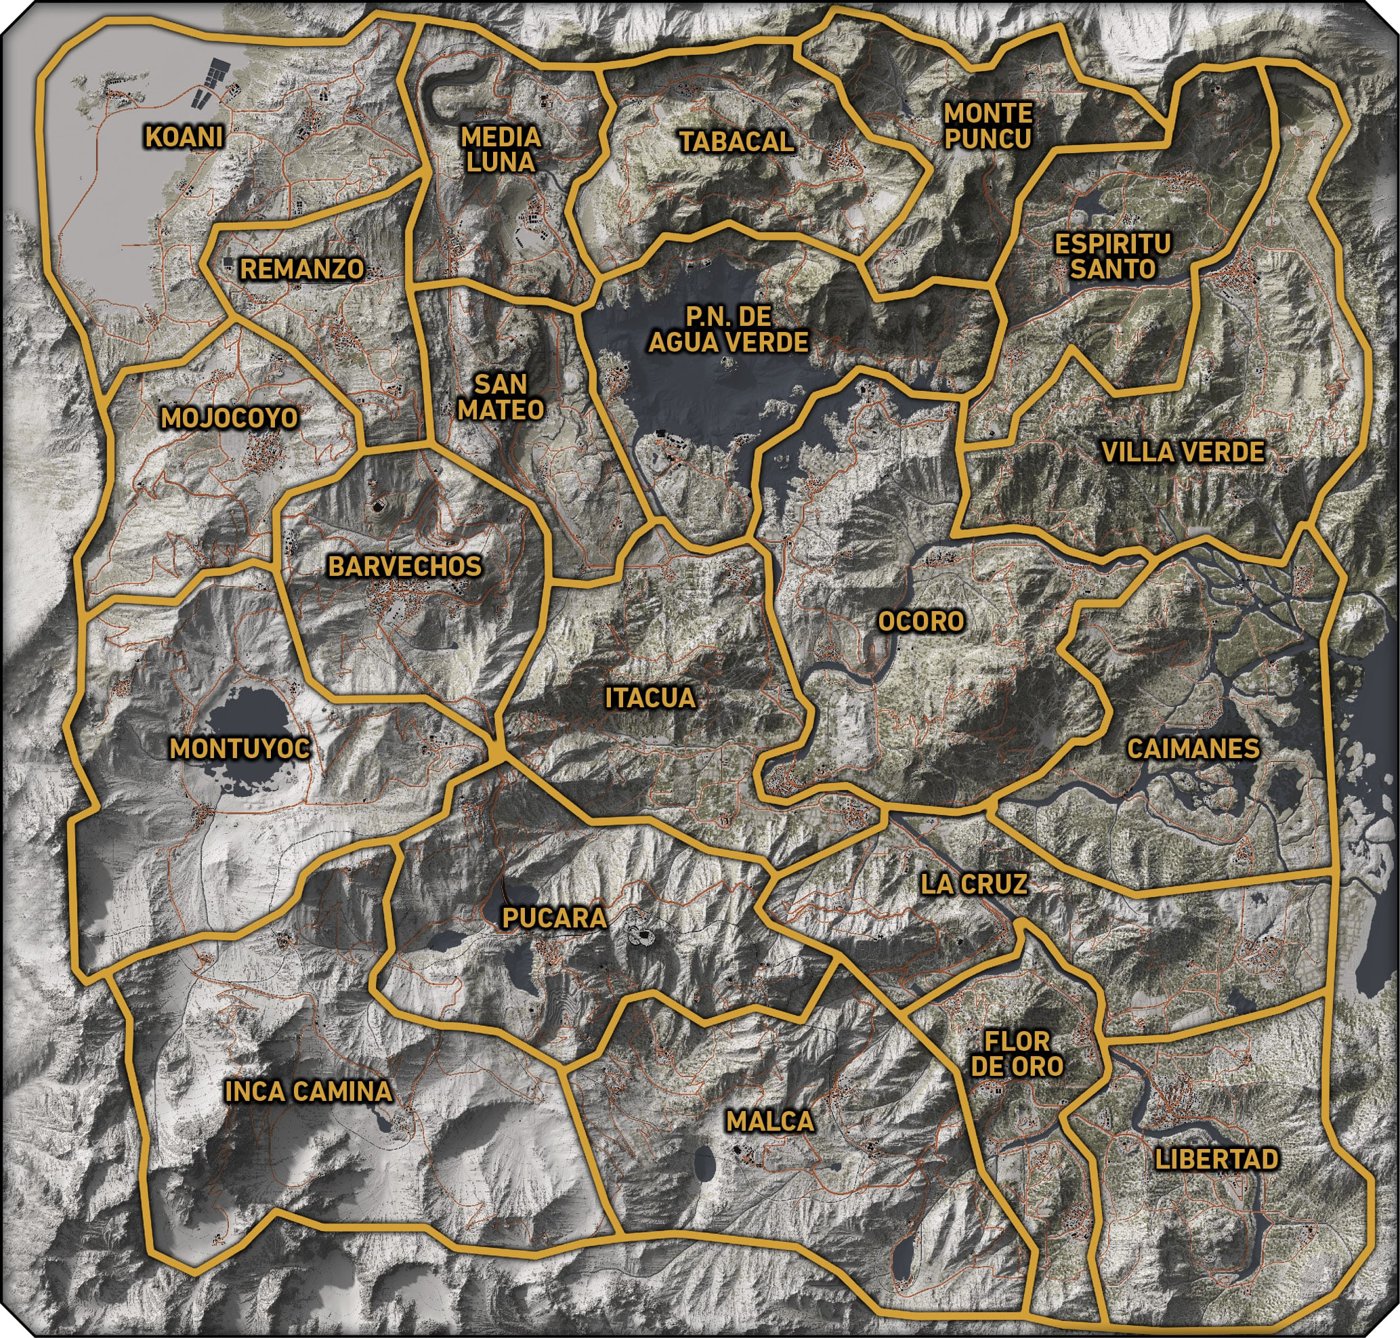 KOANI
MEDIA
LUNA
TABACAL
MONTE
PUNCU
REMANZO
ESPIRITU
SANTO
P.N. DE
AGUA VERDE
SAN
MATEO
MOJOCOYO
VILLA VERDE
BARVECHOS
OCORO
ITACUA
MONTUYOC
CAIMANES
LA CRUZ
PUCARA
FLOR
DE ORO
INCA CAMINA
MALCA
LIBERTAD